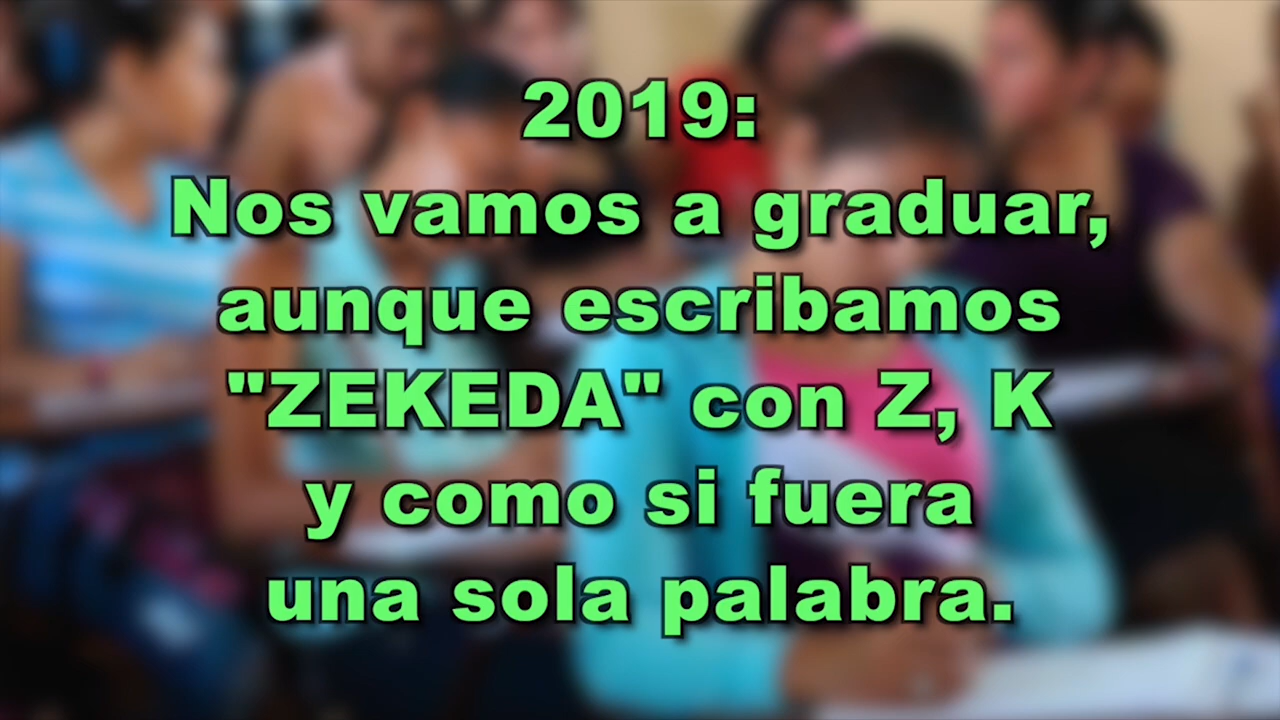 2019:
Nos vamos a graduar,
aunque escribamos
"ZEKEDA" con Z, K
y como si fuera
una sola palabra.